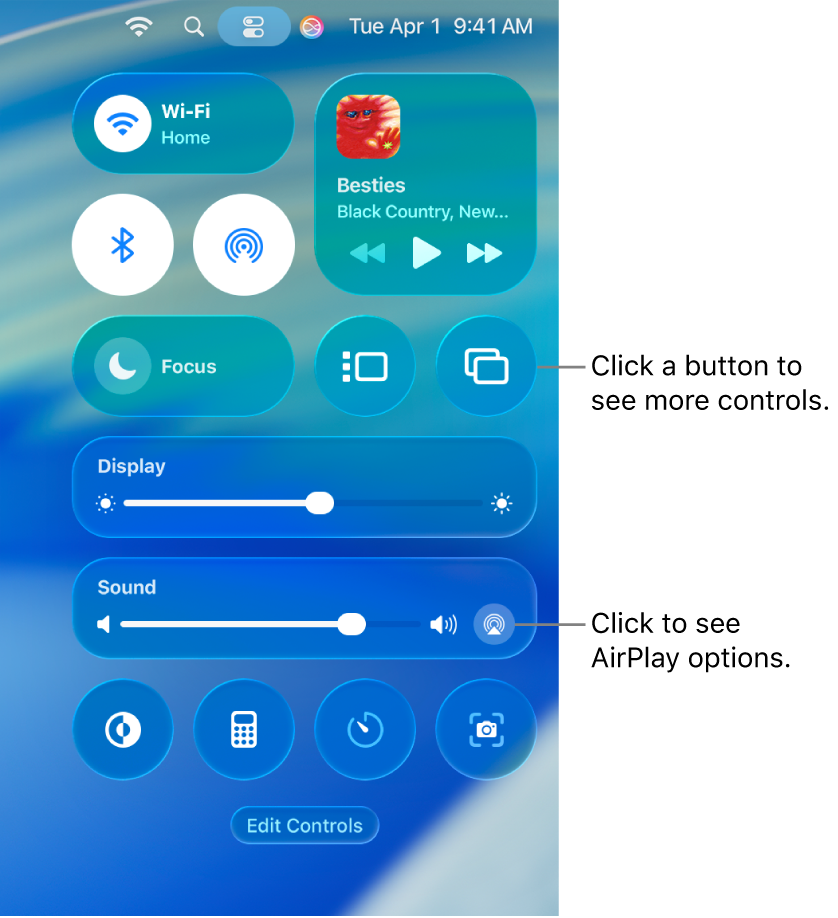 Tue Apr 1 9:41 AM
Wi-Fi
Home
Besties
Black Country, New...
Focus
Click a button to
see more controls.
Display
Sound
Click to see
AirPlay options.
Edit Controls